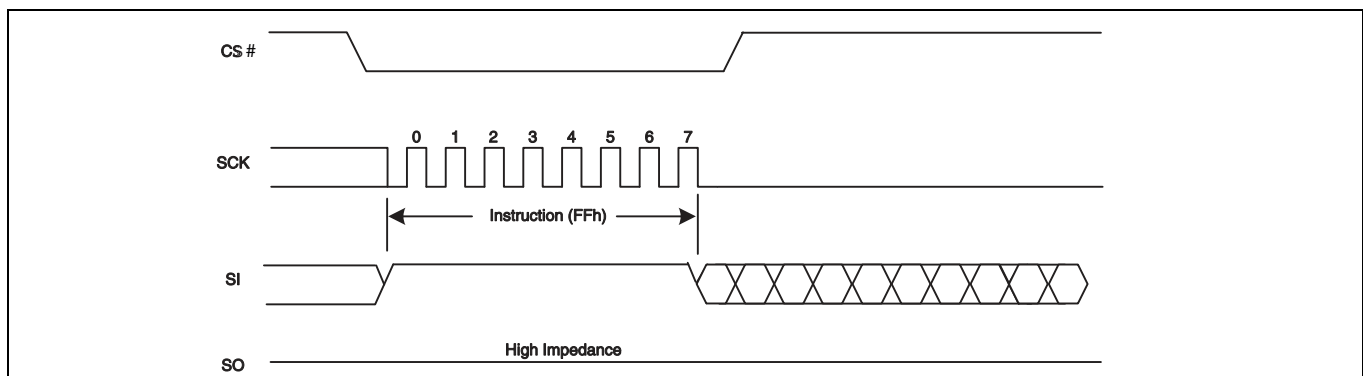 CS #
0 1 2 3 4 5 6 7
SCK
Instruction (FFh)
SI
High Impedance
SO